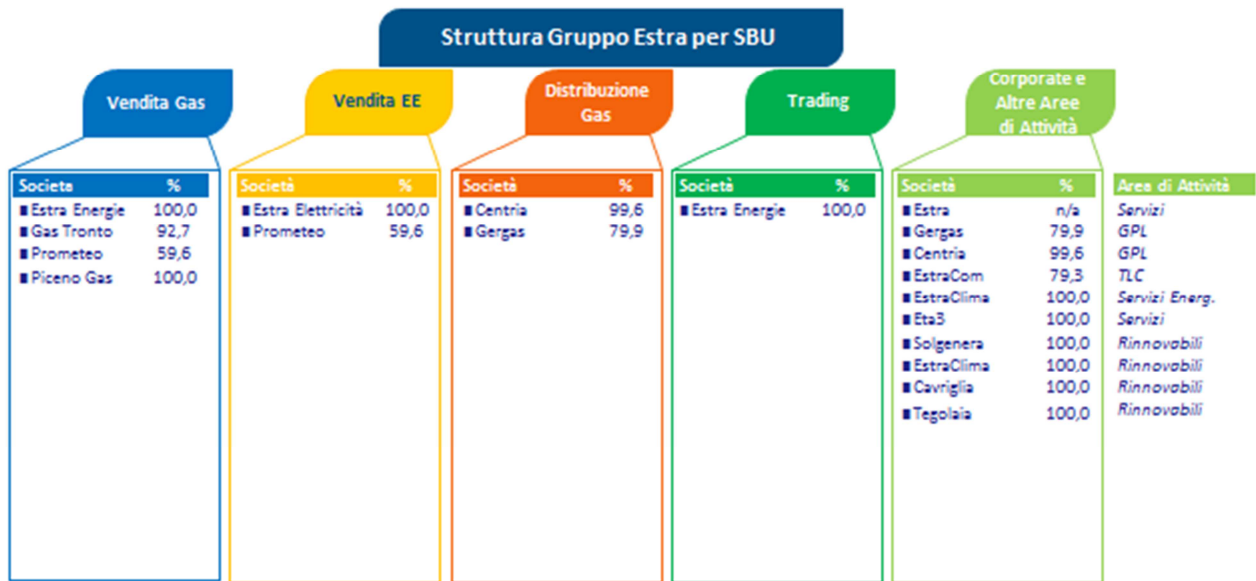 Struttura Gruppo Estra per SBU
Vendita Gas
Societa %
Estra Energie 100,0
Gas Tronto 92,7
Prometeo 59,6
Piceno Gas 100,0
Vendita EE
Società %
Estra Elettricità 100,0
Prometeo 59,6
Distribuzione
Gas
Società %
Centria 99,6
Gergas 79,9
Trading
Società %
Estra Energie 100,0
Corporate e
Altre Aree
di Attività
Società % Area di Attività
Estra n/a Servizi
Gergas 79,9 GPL
Centria 99,6 GPL
EstraCom 79,3 TLC
EstraClima 100,0 Servizi Energ.
Eta3 100,0 Servizi
Solgenera 100,0 Rinnovabili
EstraClima 100,0 Rinnovabili
Cavriglia 100,0 Rinnovabili
Tegolaia 100,0 Rinnovabili